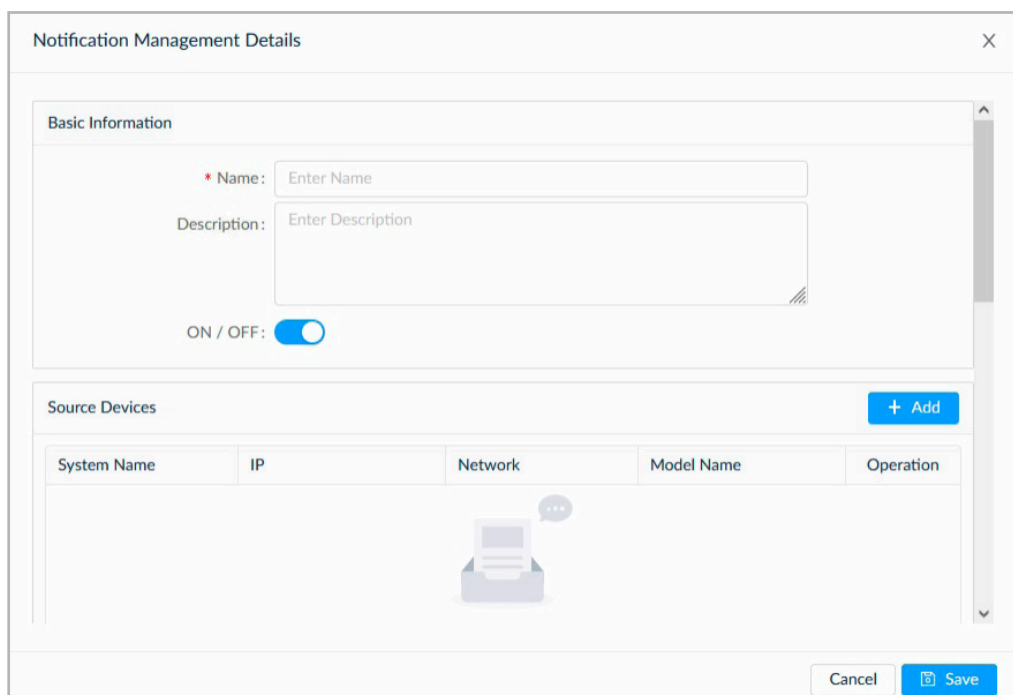 Notification Management Details
Basic Information
* Name: Enter Name
Description: Enter Description
ON / OFF:
Source Devices + Add
System Name IP Network Model Name Operation
Cancel Save